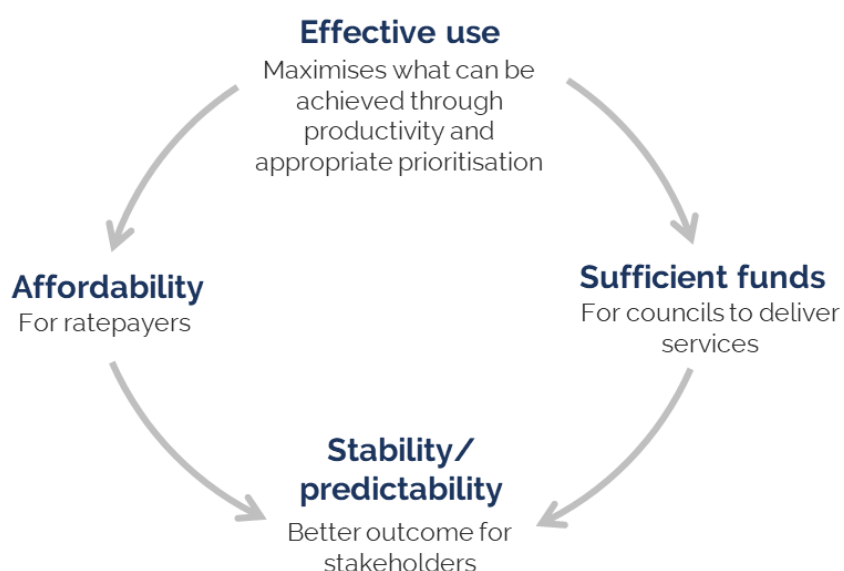 Effective use
Maximises what can be
achieved through
productivity and
appropriate prioritisation
Affordability
For ratepayers
Sufficient funds
For councils to deliver
services
Stability/
predictability
Better outcome for
stakeholders